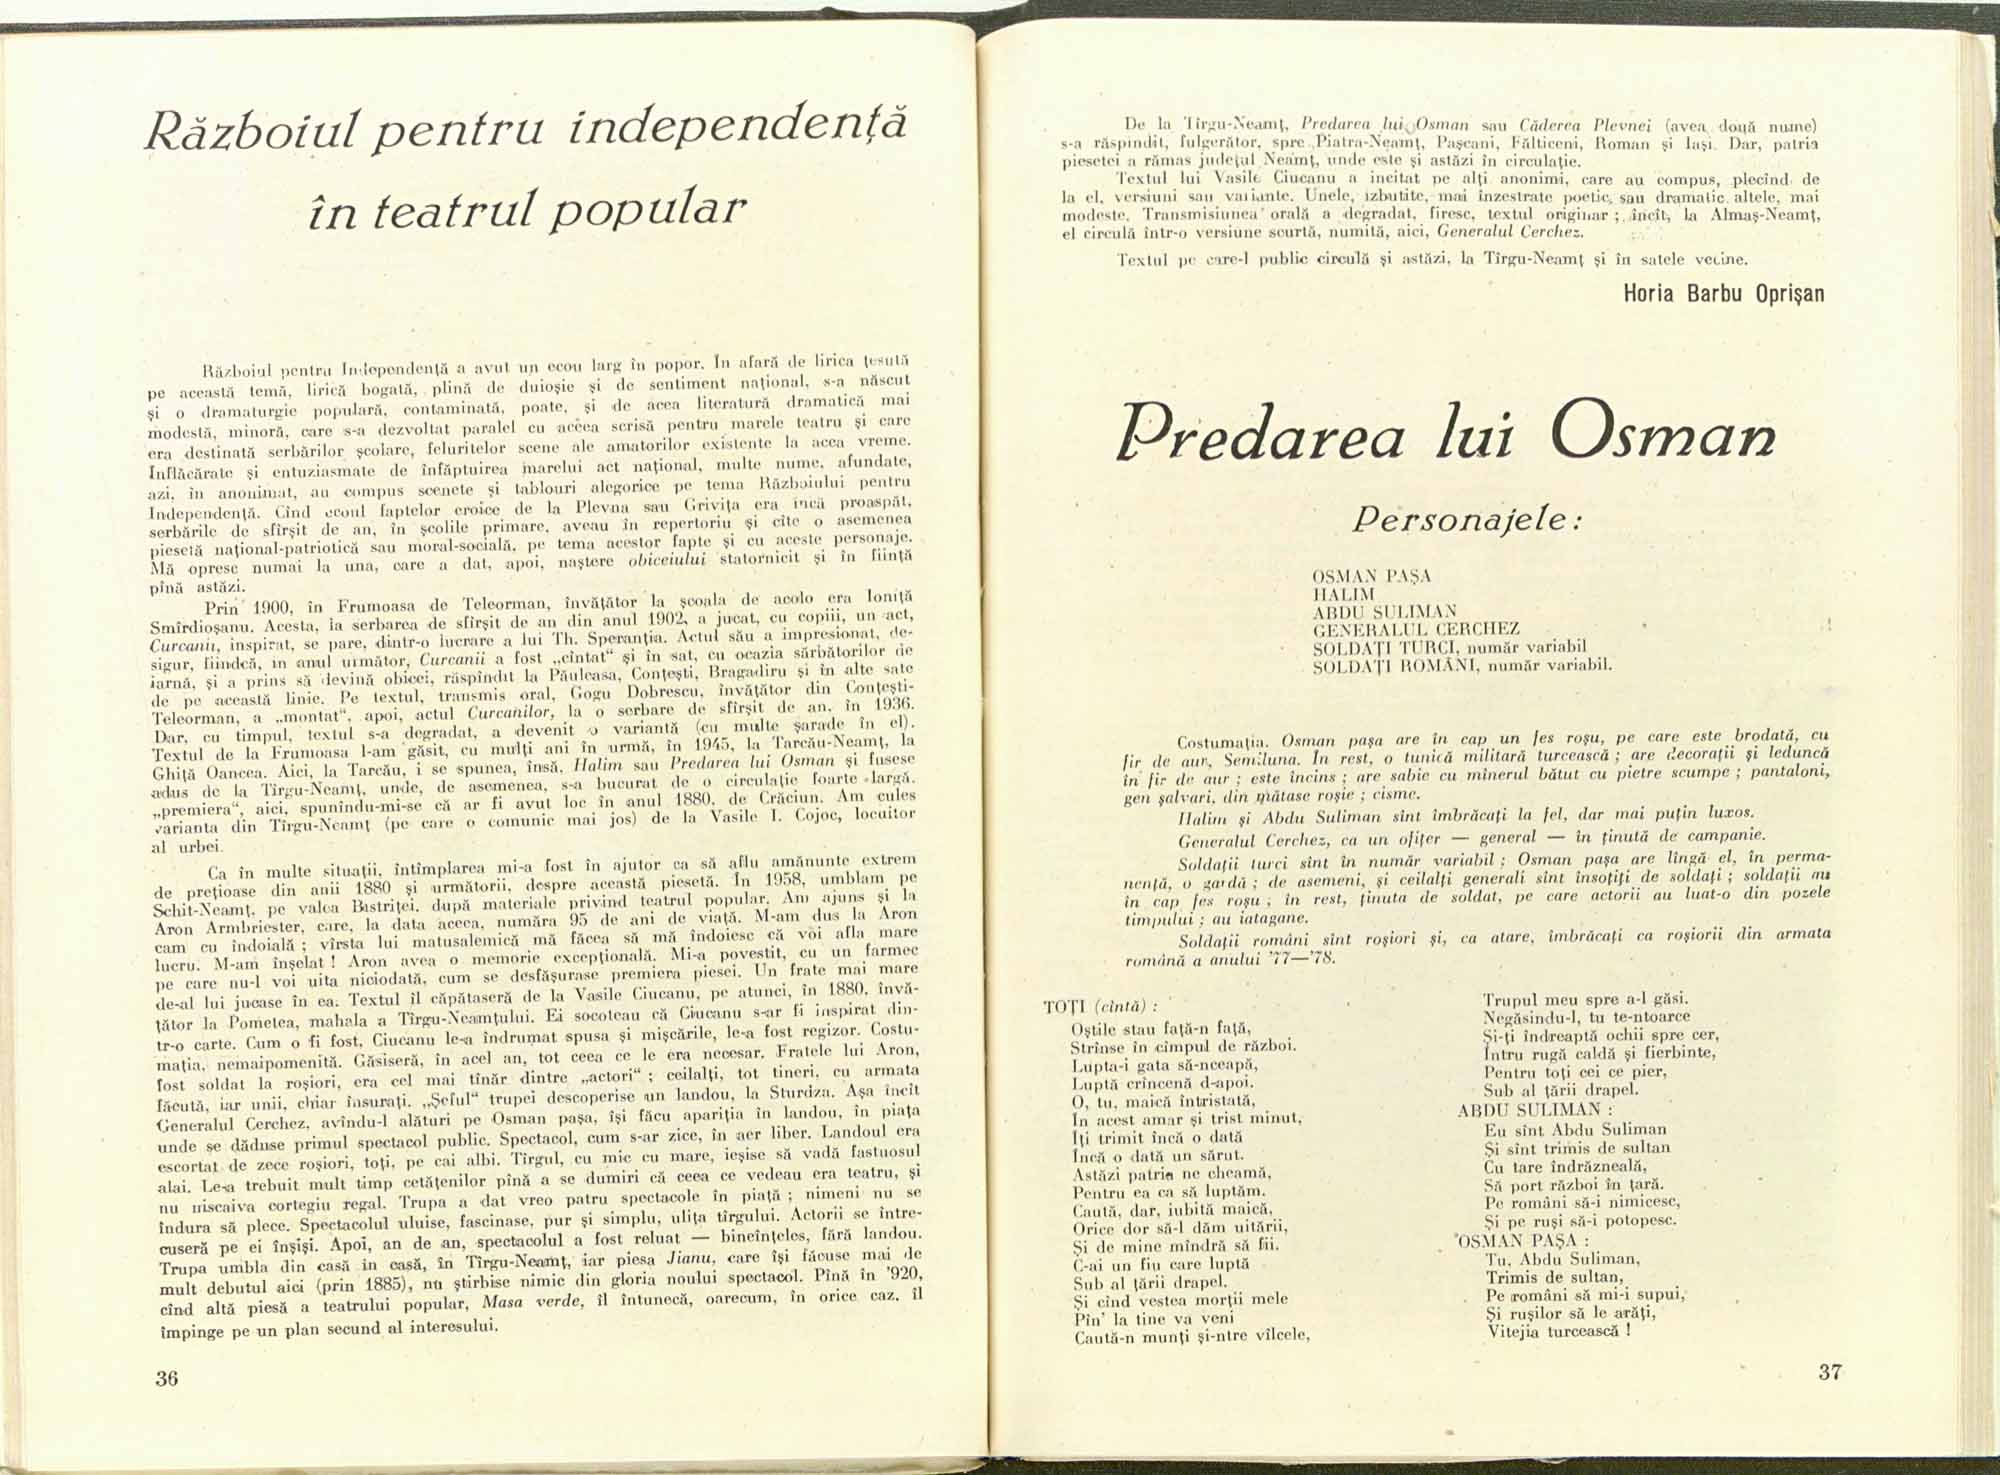 Războiul pentru independență
în teatrul popular
Războiul pentru Independență a avut un ecou larg în popor. În afară de lirica țesută
pe această temă, lirică bogată, plină de duioșie și de sentiment național, s-a născut
și o dramaturgie populară, contaminată, poate, și de acea literatură dramatică mai
modestă, minoră, care s-a dezvoltat paralel cu aceea scrisă pentru marele teatru și care
era destinată serbărilor școlare, feluritelor scene ale amatorilor existente la acea vreme.
Inflăcărate și entuziasmate de înfăptuirea marelui act național, multe nume, afundate,
azi, în anonimat, au compus scenete și tablouri alegorice pe tema Războiului pentru
Independență. Cînd ecoul faptelor eroice de la Plevna sau Grivița era încă proaspăt,
serbările de sfîrșit de an, în școlile primare, aveau în repertoriu și cîte o asemenea
piesetă național-patriotică sau moral-socială, pe tema acestor fapte și cu aceste personaje.
Mă opresc numai la una, care a dat, apoi, naștere obiceiului statornicit și în ființă
pînă astăzi.
Prin 1900, în Frumoasa de Teleorman, învățător la școala de acolo era Ioniță
Smîrdioșanu. Acesta, la serbarea de sfîrșit de an din anul 1902, a jucat, cu copiii, un act,
Curcanii, inspirat, se pare, dintr-o lucrare a lui Th. Speranția. Actul său a impresionat, de-
sigur, fiindcă, în anul următor, Curcanii a fost „cîntat“ și în sat, cu ocazia sărbătorilor de
iarnă, și a prins să devină obicei, răspîndit la Păuleasa, Contești, Bragadiru și în alte sate
de pe această linie. Pe textul, transmis oral, Gogu Dobrescu, învățător din Contești-
Teleorman, a „montat“, apoi, actul Curcanilor, la o serbare de sfîrșit de an, în 1936.
Dar, cu timpul, textul s-a degradat, a devenit o variantă (cu multe șarade în el).
Textul de la Frumoasa l-am găsit, cu mulți ani în urmă, în 1945, la Tarcău-Neamț, la
Ghiță Oancea. Aici, la Tarcău, i se spunea, însă, Halim sau Predarea lui Osman și fusese
adus de la Tîrgu-Neamț, unde, de asemenea, s-a bucurat de o circulație foarte largă,
„premiera“, aici, spunîndu-mi-se că ar fi avut loc în anul 1880, de Crăciun. Am cules
varianta din Tîrgu-Neamț (pe care o comunic mai jos) de la Vasile I. Cojoc, locuitor
al urbei.
Ca în multe situații, întîmplarea mi-a fost în ajutor ca să aflu amănunte extrem
de prețioase din anii 1880 și următorii, despre această piesetă. În 1958, umblam pe
Schit-Neamț, pe valea Bistriței, după materiale privind teatrul popular. Am ajuns și la
Aron Armbriester, care, la data aceea, număra 95 de ani de viață. M-am dus la Aron
cam cu îndoială ; vîrsta lui matusalemică mă făcea să mă îndoiesc că voi afla mare
lucru. M-am înșelat ! Aron avea o memorie excepțională. Mi-a povestit, cu un farmec
pe care nu-l voi uita niciodată, cum se desfășurase premiera piesei. Un frate mai mare
de-al lui jucase în ea. Textul îl căpătaseră de la Vasile Ciucanu, pe atunci, în 1880, învă-
țător la Pometea, mahala a Tîrgu-Neamțului. Ei socoteau că Ciucanu s-ar fi inspirat din-
tr-o carte. Cum o fi fost, Ciucanu le-a îndrumat spusa și mișcările, le-a fost regizor. Costu-
mația, nemaipomenită. Găsiseră, în acel an, tot ceea ce le era necesar. Fratele lui Aron,
fost soldat la roșiori, era cel mai tînăr dintre „actori“ ; ceilalți, tot tineri, cu armata
făcută, iar unii, chiar însurați. „Șeful“ trupei descoperise un landou, la Sturdza. Așa încît
Generalul Cerchez, avîndu-l alături pe Osman pașa, își făcu apariția în landou, în piața
unde se dăduse primul spectacol public. Spectacol, cum s-ar zice, în aer liber. Landoul era
escortat de zece roșiori, toți, pe cai albi. Tîrgul, cu mic cu mare, ieșise să vadă fastuosul
alai. Le-a trebuit mult timp cetățenilor pînă a se dumiri că ceea ce vedeau era teatru, și
nu niscaiva cortegiu regal. Trupa a dat vreo patru spectacole în piață ; nimeni nu se
îndura să plece. Spectacolul uluise, fascinase, pur și simplu, ulița tîrgului. Actorii se între-
cuseră pe ei înșiși. Apoi, an de an, spectacolul a fost reluat — bineînțeles, fără landou.
Trupa umbla din casă în casă, în Tîrgu-Neamț, iar piesa Jianu, care își făcuse mai de
mult debutul aici (prin 1885), nu știrbise nimic din gloria noului spectacol. Pînă în '920,
cînd altă piesă a teatrului popular, Masa verde, îl întunecă, oarecum, în orice caz, îl
împinge pe un plan secund al interesului.
36
De la Tîrgu-Neamț, Predarea lui Osman sau Căderea Plevnei (avea două nume)
s-a răspîndit, fulgerător, spre Piatra-Neamț, Pașcani, Fălticeni, Roman și Iași. Dar, patria
piesetei a rămas județul Neamț, unde este și astăzi în circulație.
Textul lui Vasile Ciucanu a incitat pe alți anonimi, care au compus, plecînd de
la el, versiuni sau variante. Unele, izbutite, mai înzestrate poetic, sau dramatic, altele, mai
modeste. Transmisiunea orală a degradat, firesc, textul originar ; încît, la Almaș-Neamț,
el circulă într-o versiune scurtă, numită, aici, Generalul Cerchez.
Textul pe care-l public circulă și astăzi, la Tîrgu-Neamț și în satele vecine.
Horia Barbu Oprișan
Predarea lui Osman
Personajele :
OSMAN PAȘA
HALIM
ABDU SULIMAN
GENERALUL CERCHEZ
SOLDAȚI TURCI, număr variabil
SOLDAȚI ROMÂNI, număr variabil.
Costumația. Osman pașa are în cap un fes roșu, pe care este brodată, cu
fir de aur, Semiluna. În rest, o tunică militară turcească ; are decorații și leduncă
în fir de aur ; este încins ; are sabie cu mînerul bătut cu pietre scumpe ; pantaloni,
gen șalvari, din mătase roșie ; cisme.
Halim și Abdu Suliman sînt îmbrăcați la fel, dar mai puțin luxos.
Generalul Cerchez, ca un ofițer — general — în ținută de campanie.
Soldații turci sînt în număr variabil ; Osman pașa are lîngă el, în perma-
nență, o gardă ; de asemeni, și ceilalți generali sînt însoțiți de soldați ; soldații au
în cap fes roșu ; în rest, ținuta de soldat, pe care actorii au luat-o din pozele
timpului ; au iatagane.
Soldații români sînt roșiori și, ca atare, îmbrăcați ca roșiorii din armata
română a anului '77—'78.
TOȚI (cîntă) :
Oștile stau față-n față,
Strînse în cîmpul de război.
Lupta-i gata să-nceapă,
Luptă crîncenă d-apoi.
O, tu, maică întristată,
În acest amar și trist minut,
Îți trimit încă o dată
Încă o dată un sărut.
Astăzi patria ne cheamă,
Pentru ea ca să luptăm.
Caută, dar, iubită maică,
Orice dor să-l dăm uitării,
Și de mine mîndră să fii.
C-ai un fiu care luptă
Sub al țării drapel.
Și cînd vestea morții mele
Pîn' la tine va veni
Caută-n munți și-ntre vîlcele,
Trupul meu spre a-l găsi.
Negăsindu-l, tu te-ntoarce
Și-ți îndreaptă ochii spre cer,
Întru rugă caldă și fierbinte,
Pentru toți cei ce pier,
Sub al țării drapel.
ABDU SULIMAN :
Eu sînt Abdu Suliman
Și sînt trimis de sultan
Cu tare îndrăzneală,
Să port război în țară.
Pe români să-i nimicesc,
Și pe ruși să-i potopesc.
OSMAN PAȘA :
Tu, Abdu Suliman,
Trimis de sultan,
Pe români să mi-i supui,
Și rușilor să le arăți,
Vitejia turcească !
37